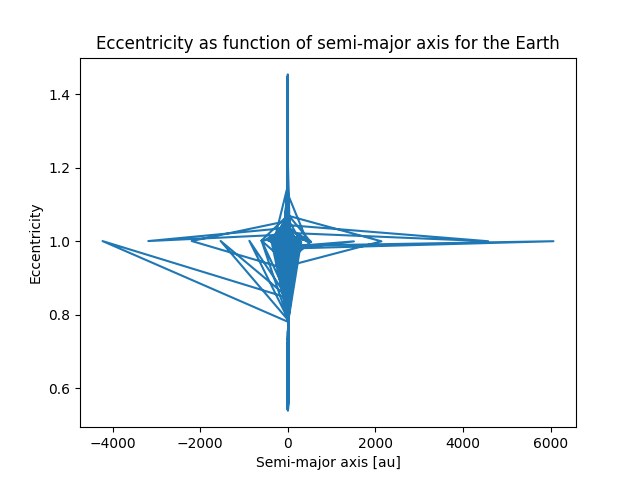 Eccentricity as function of semi-major axis for the Earth
1.4
1.2
1.0
0.8
0.6
Eccentricity
−4000 −2000 0 2000 4000 6000
Semi-major axis [au]